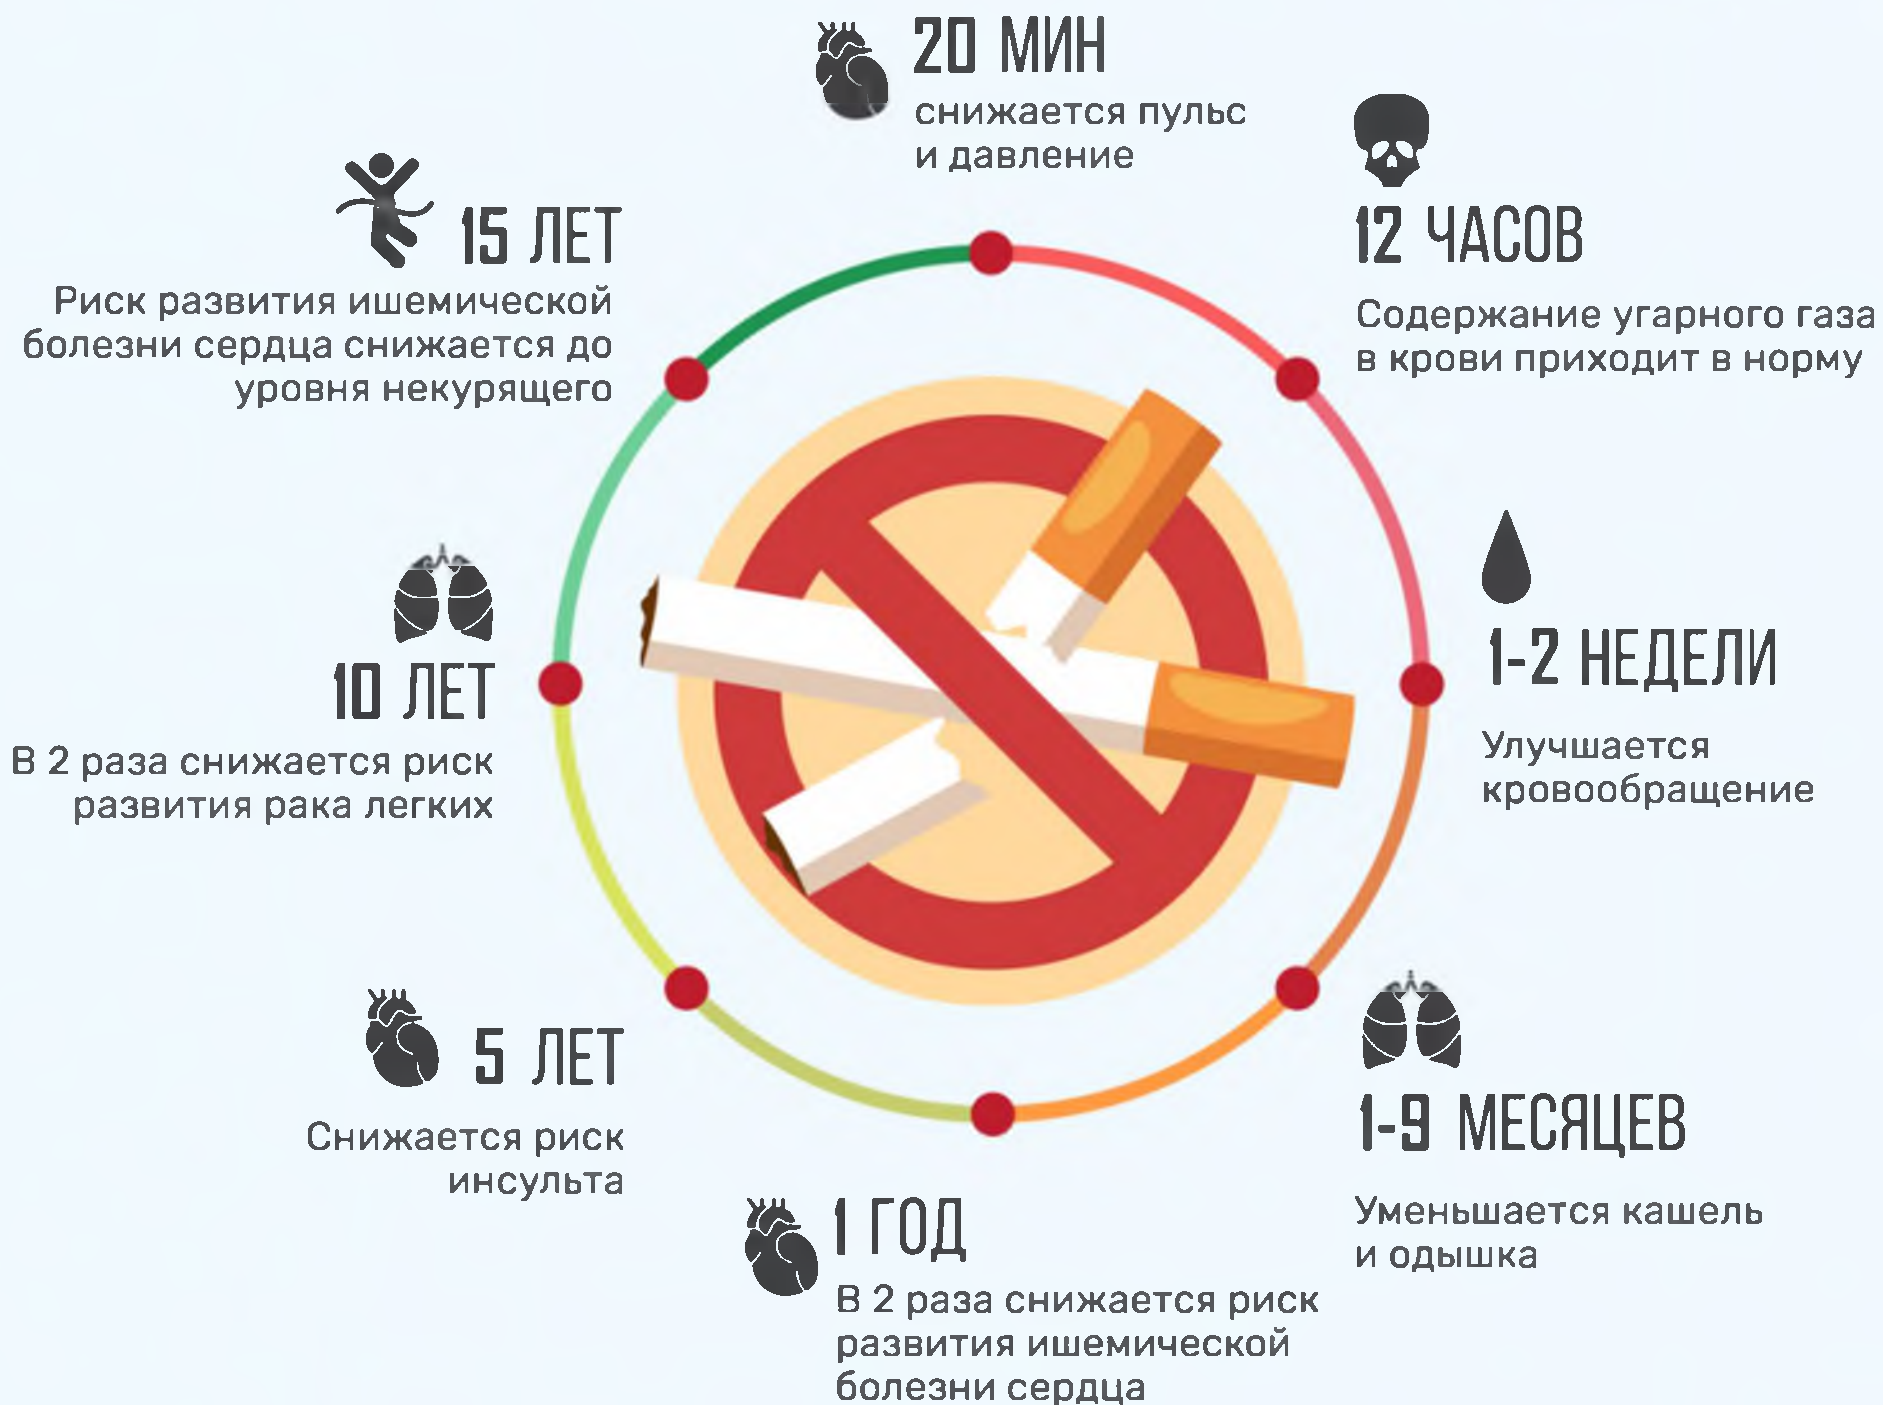 20 МИН
снижается пульс
и давление
12 ЧАСОВ
Содержание угарного газа
в крови приходит в норму
1-2 НЕДЕЛИ
Улучшается
кровообращение
1-9 МЕСЯЦЕВ
Уменьшается кашель
и одышка
1 ГОД
В 2 раза снижается риск
развития ишемической
болезни сердца
5 ЛЕТ
Снижается риск
инсульта
10 ЛЕТ
В 2 раза снижается риск
развития рака легких
15 ЛЕТ
Риск развития ишемической
болезни сердца снижается до
уровня некурящего